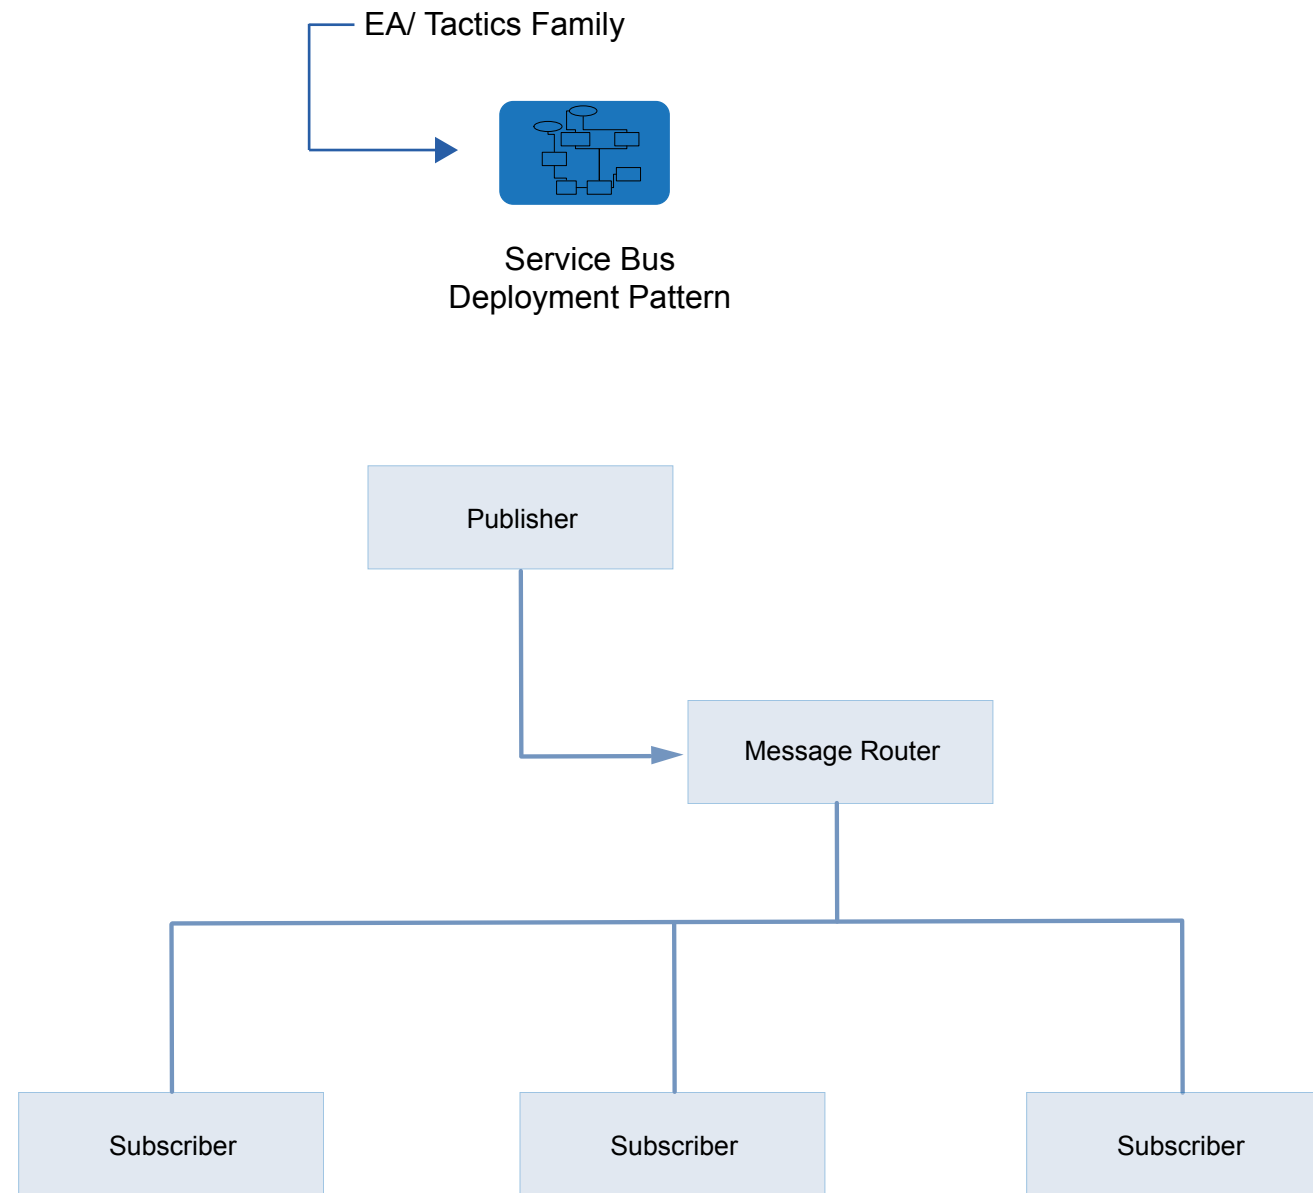 EA/ Tactics Family
Service Bus
Deployment Pattern
Publisher
Message Router
Subscriber
Subscriber
Subscriber